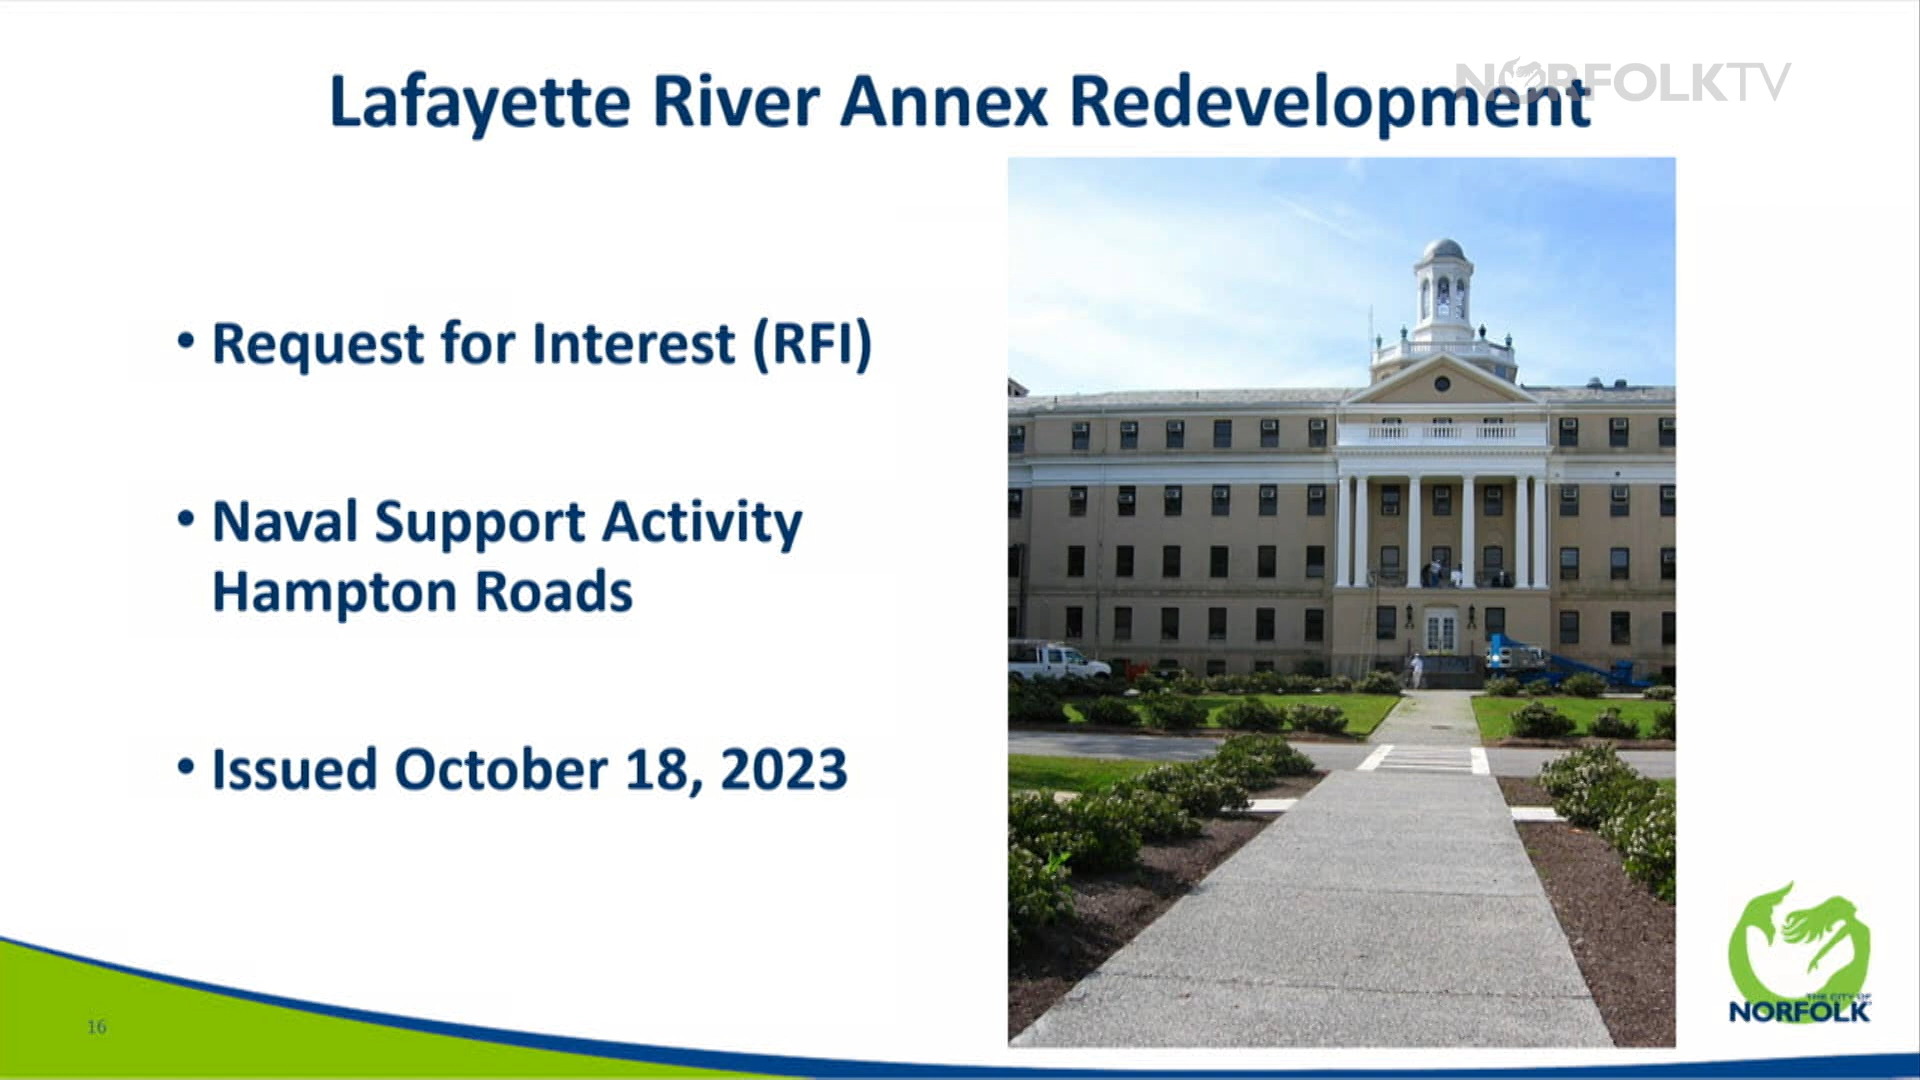 NORFOLKTV
Lafayette River Annex Redevelopment
• Request for Interest (RFI)
• Naval Support Activity
Hampton Roads
• Issued October 18, 2023
THE CITY OF
NORFOLK
16